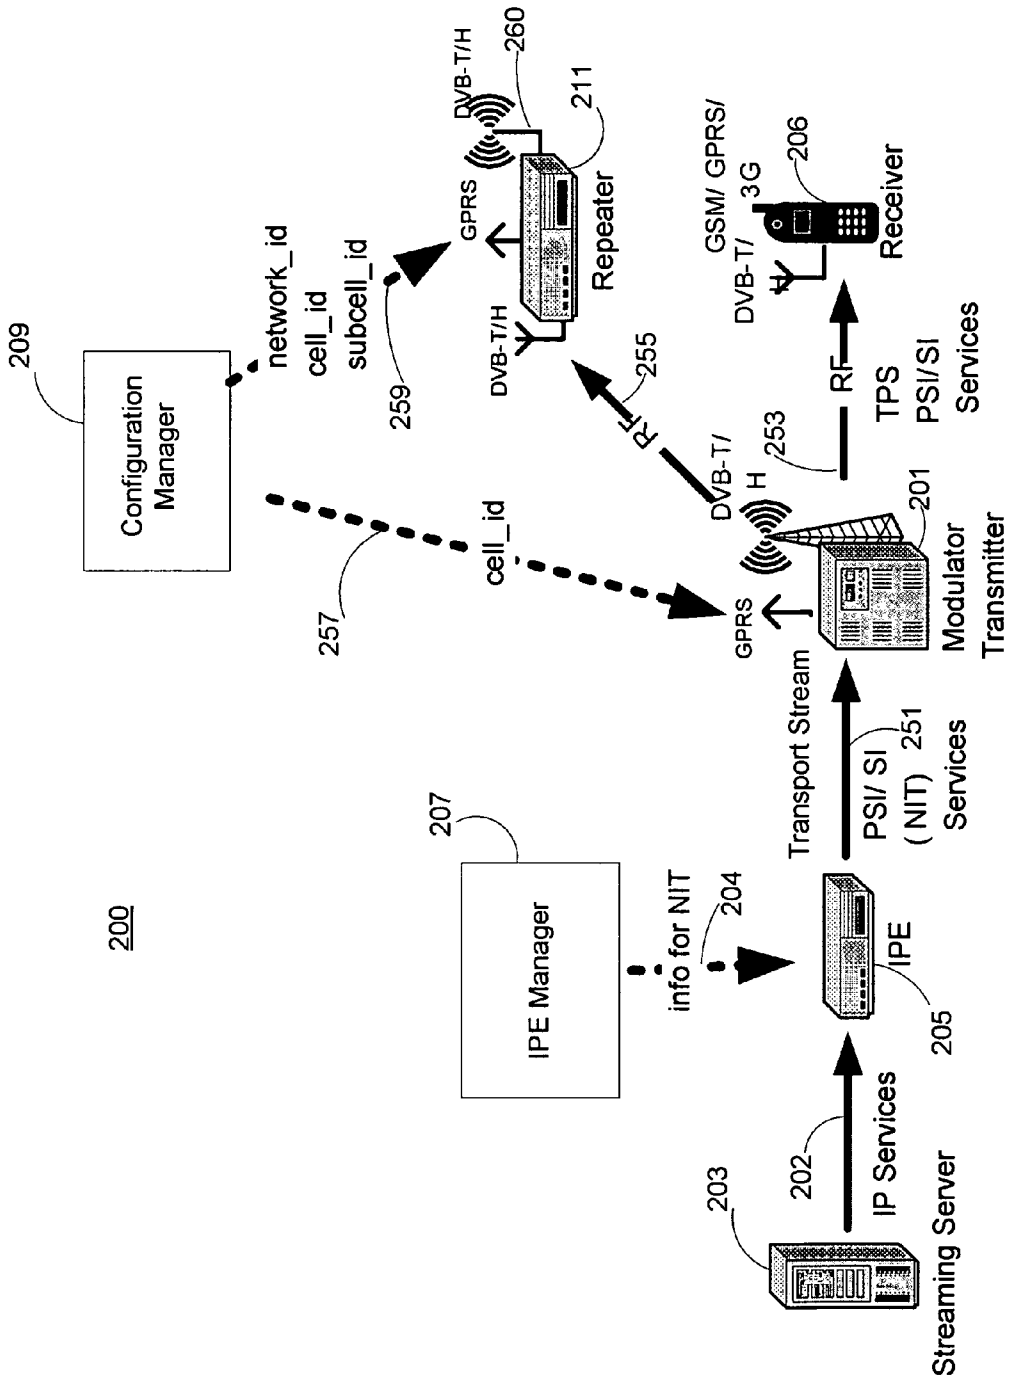 200
209
Configuration
Manager
network_id
cell_id
subcell_id
259
257
cell_id
DVB-T/H
260
GPRS
DVB-T/H
211
Repeater
207
IPE Manager
info for NIT
204
255
RF
DVB-T/
H
GPRS
201
Modulator
Transmitter
253
RF
TPS
PSI/SI
Services
GSM/ GPRS/
3G
DVB-T/
H
206
Receiver
Transport Stream
PSI/ SI
( NIT)
Services
251
IPE
205
202
IP Services
203
Streaming Server